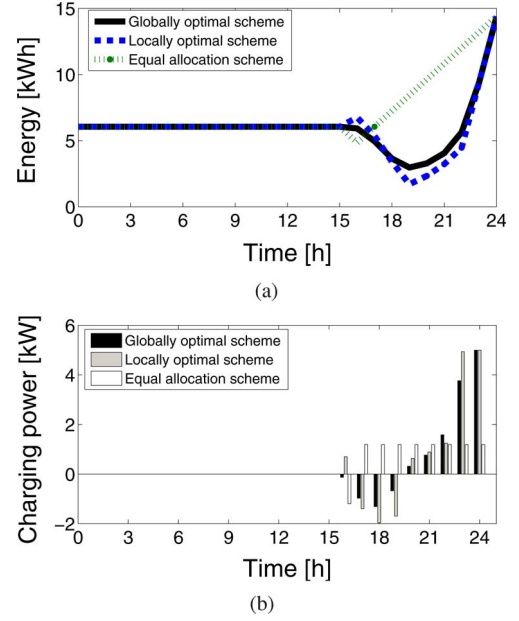 15
10
5
0
Energy [kWh]
Globally optimal scheme
Locally optimal scheme
Equal allocation scheme
0 3 6 9 12 15 18 21 24
Time [h]
(a)
6
4
2
0
−2
Charging power [kW]
Globally optimal scheme
Locally optimal scheme
Equal allocation scheme
0 3 6 9 12 15 18 21 24
Time [h]
(b)